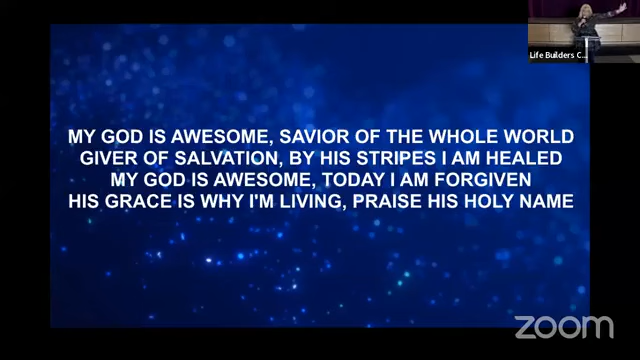 Life Builders C...
MY GOD IS AWESOME, SAVIOR OF THE WHOLE WORLD
GIVER OF SALVATION, BY HIS STRIPES I AM HEALED
MY GOD IS AWESOME, TODAY I AM FORGIVEN
HIS GRACE IS WHY I'M LIVING, PRAISE HIS HOLY NAME
zoom